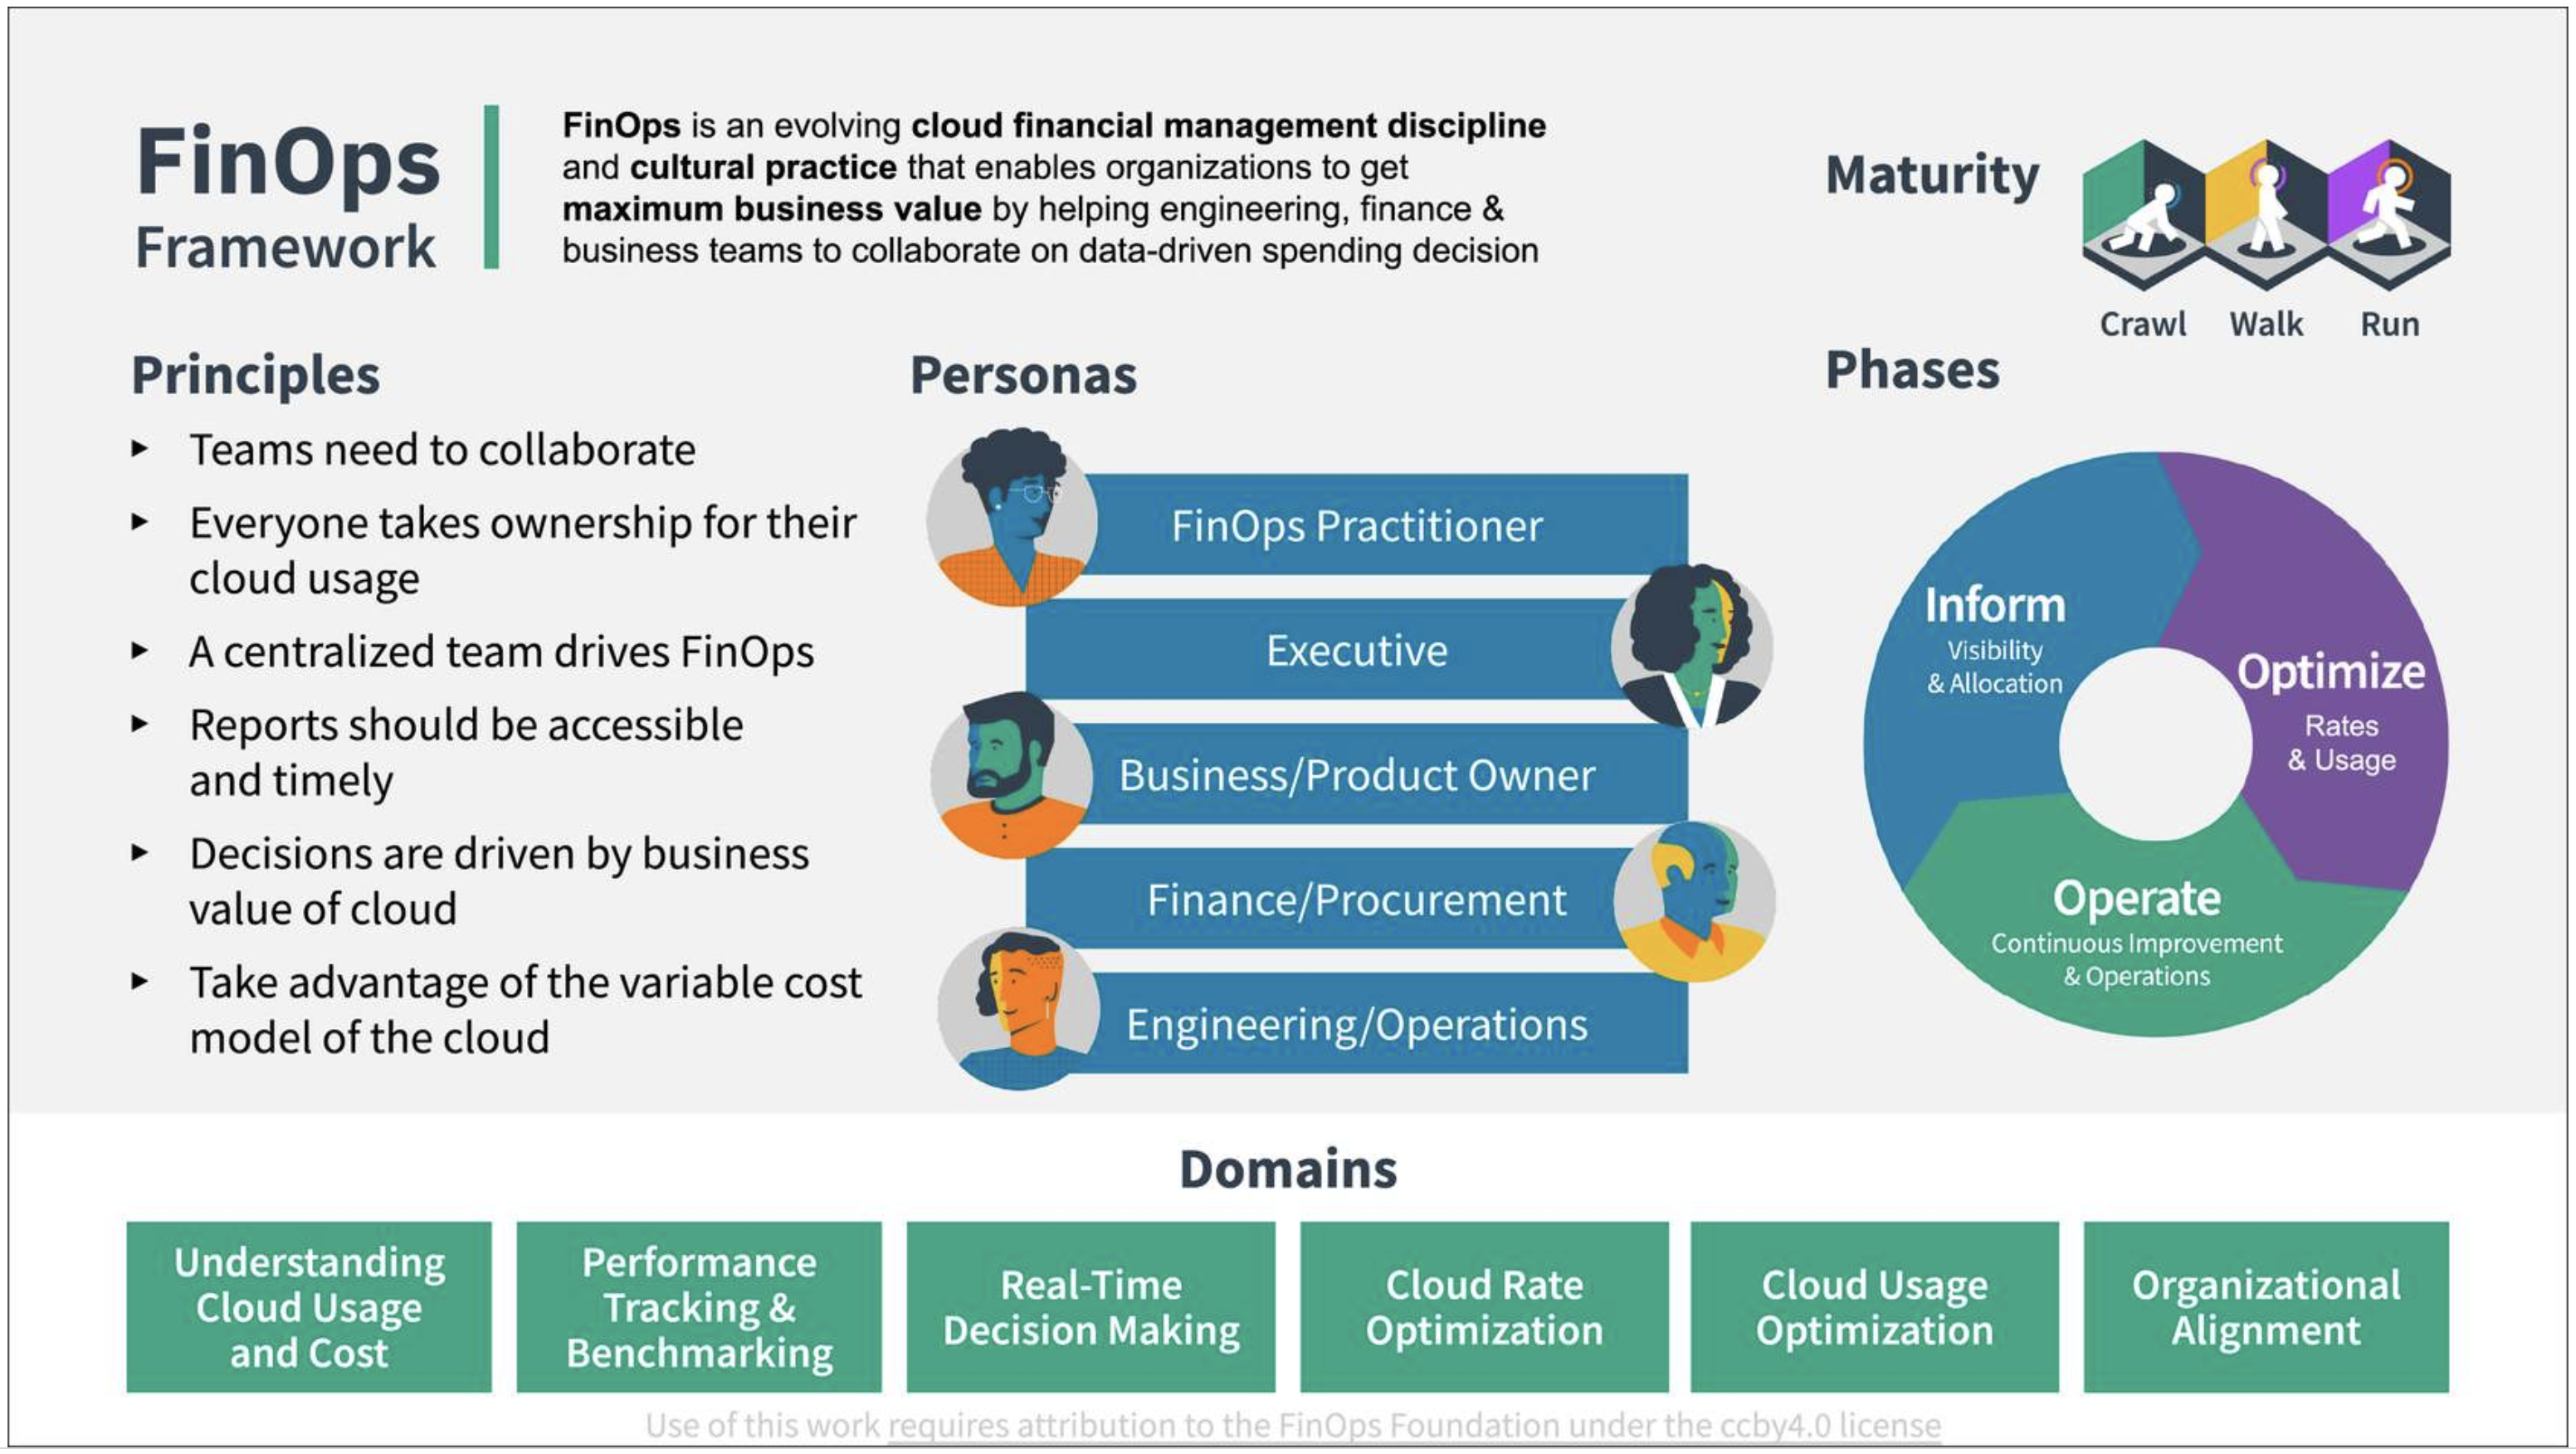 FinOps
Framework
FinOps is an evolving cloud financial management discipline
and cultural practice that enables organizations to get
maximum business value by helping engineering, finance &
business teams to collaborate on data-driven spending decision
Maturity
Crawl
Walk
Run
Principles
Teams need to collaborate
Everyone takes ownership for their
cloud usage
A centralized team drives FinOps
Reports should be accessible
and timely
Decisions are driven by business
value of cloud
Take advantage of the variable cost
model of the cloud
Personas
FinOps Practitioner
Executive
Business/Product Owner
Finance/Procurement
Engineering/Operations
Phases
Inform
Visibility
& Allocation
Optimize
Rates
& Usage
Operate
Continuous Improvement
& Operations
Domains
Understanding
Cloud Usage
and Cost
Performance
Tracking &
Benchmarking
Real-Time
Decision Making
Cloud Rate
Optimization
Cloud Usage
Optimization
Organizational
Alignment
Use of this work requires attribution to the FinOps Foundation under the ccby4.0 license